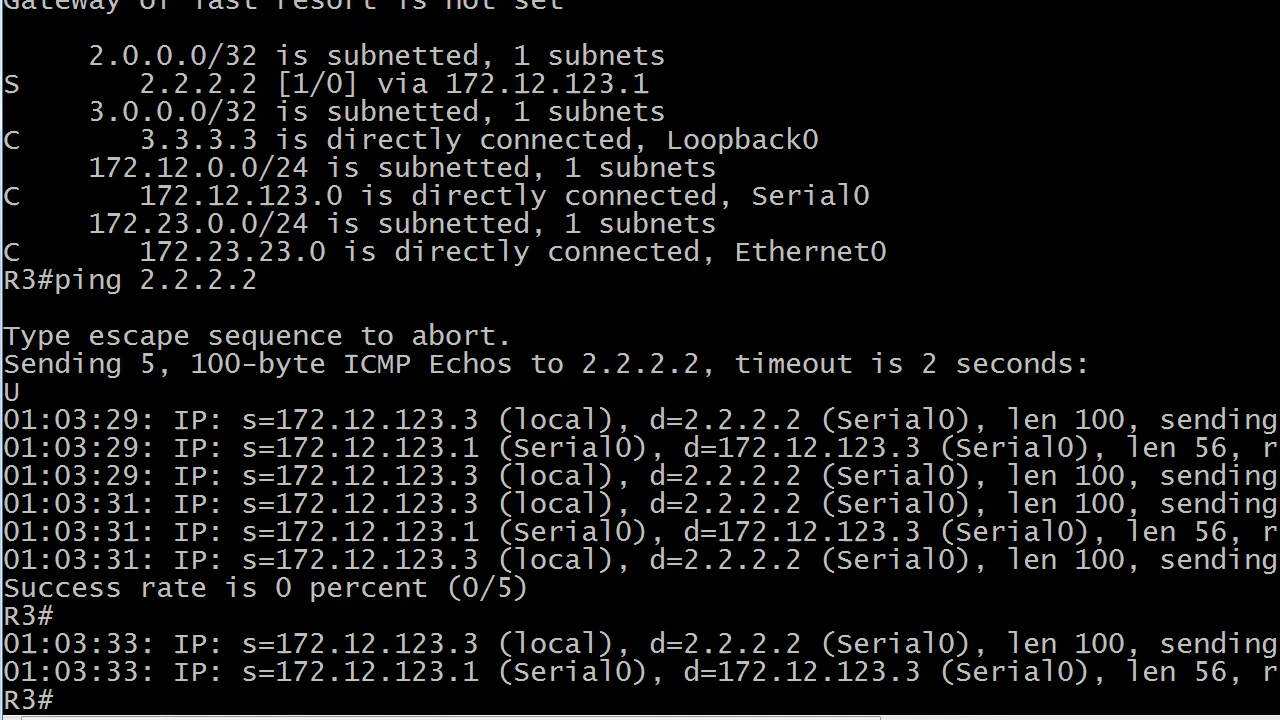 Gateway of last resort is not set
2.0.0.0/32 is subnetted, 1 subnets
S 2.2.2.2 [1/0] via 172.12.123.1
3.0.0.0/32 is subnetted, 1 subnets
C 3.3.3.3 is directly connected, Loopback0
172.12.0.0/24 is subnetted, 1 subnets
C 172.12.123.0 is directly connected, Serial0
172.23.0.0/24 is subnetted, 1 subnets
C 172.23.23.0 is directly connected, Ethernet0
R3#ping 2.2.2.2
Type escape sequence to abort.
Sending 5, 100-byte ICMP Echos to 2.2.2.2, timeout is 2 seconds:
U
01:03:29: IP: s=172.12.123.3 (local), d=2.2.2.2 (Serial0), len 100, sending
01:03:29: IP: s=172.12.123.1 (Serial0), d=172.12.123.3 (Serial0), len 56, r
01:03:29: IP: s=172.12.123.3 (local), d=2.2.2.2 (Serial0), len 100, sending
01:03:31: IP: s=172.12.123.3 (local), d=2.2.2.2 (Serial0), len 100, sending
01:03:31: IP: s=172.12.123.1 (Serial0), d=172.12.123.3 (Serial0), len 56, r
01:03:31: IP: s=172.12.123.3 (local), d=2.2.2.2 (Serial0), len 100, sending
Success rate is 0 percent (0/5)
R3#
01:03:33: IP: s=172.12.123.3 (local), d=2.2.2.2 (Serial0), len 100, sending
01:03:33: IP: s=172.12.123.1 (Serial0), d=172.12.123.3 (Serial0), len 56, r
R3#